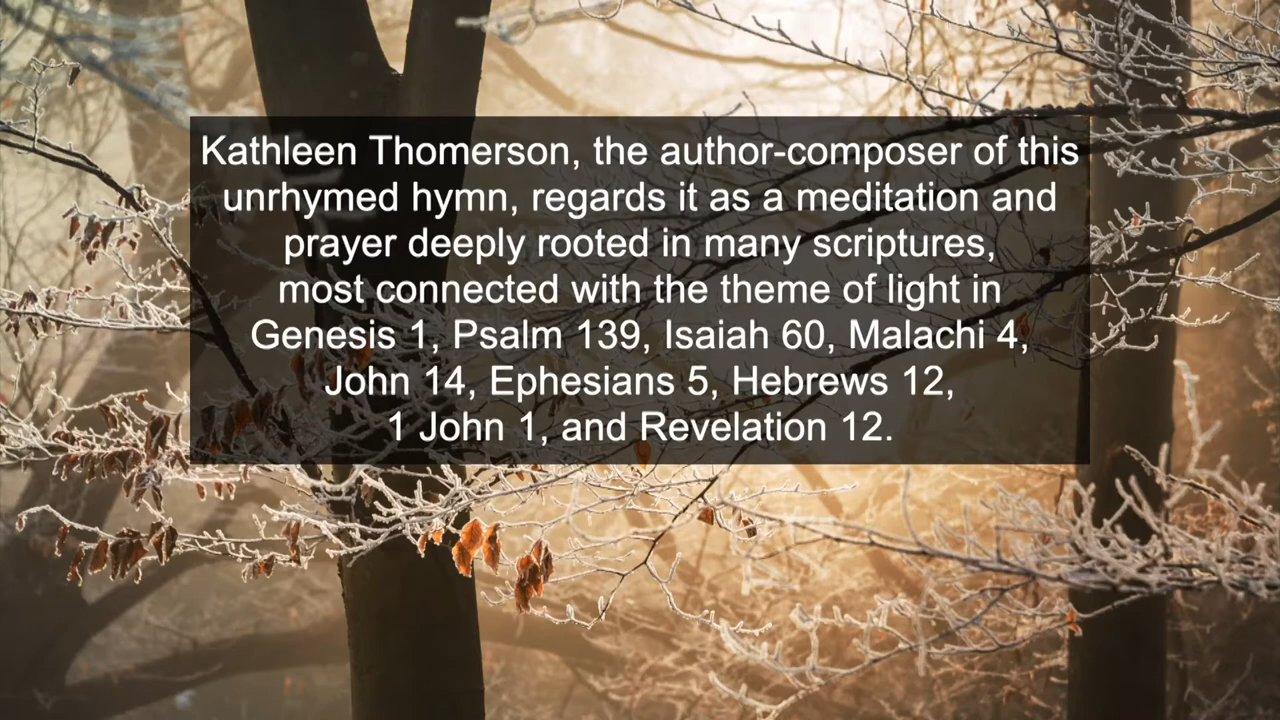 Kathleen Thomerson, the author-composer of this
unrhymed hymn, regards it as a meditation and
prayer deeply rooted in many scriptures,
most connected with the theme of light in
Genesis 1, Psalm 139, Isaiah 60, Malachi 4,
John 14, Ephesians 5, Hebrews 12,
1 John 1, and Revelation 12.